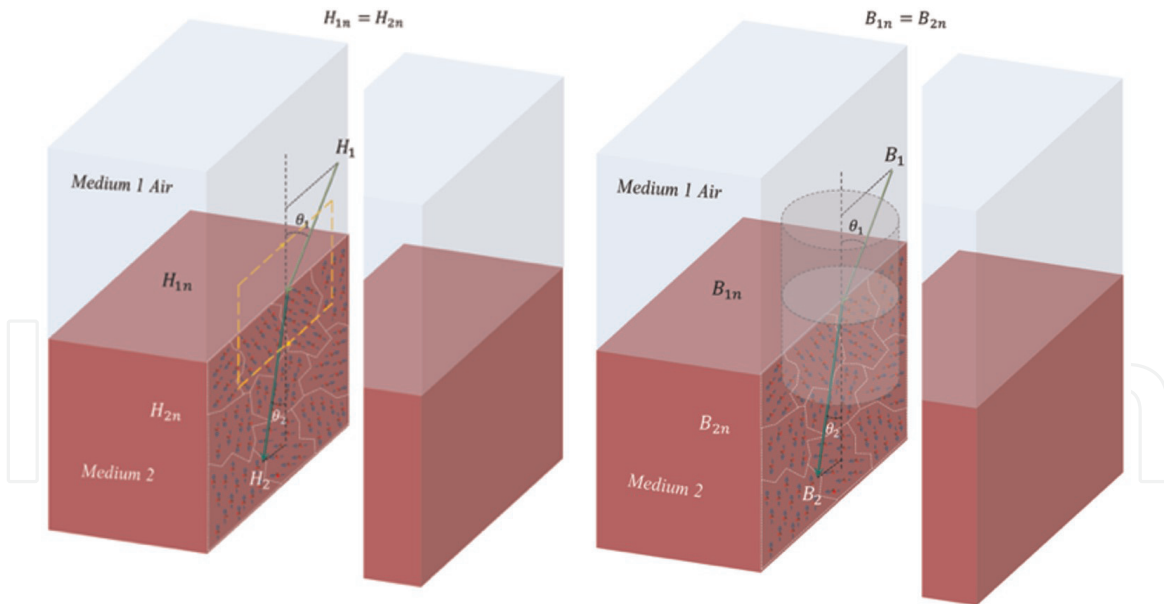 H₁ₙ = H₂ₙ
H₁
Medium 1 Air
θ₁
H₁ₙ
H₂ₙ
θ₂
Medium 2
H₂
B₁ₙ = B₂ₙ
B₁
Medium 1 Air
θ₁
B₁ₙ
B₂ₙ
θ₂
Medium 2
B₂